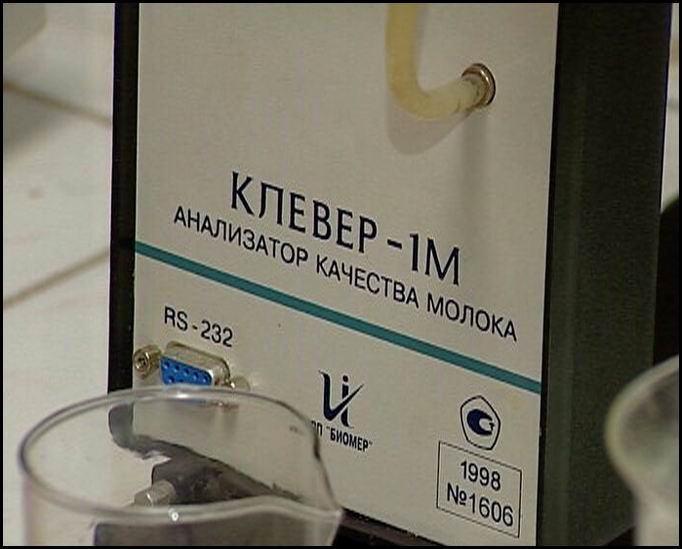 КЛЕВЕР-1М
АНАЛИЗАТОР КАЧЕСТВА МОЛОКА
RS-232
"БИОМЕР"
1998
№1606